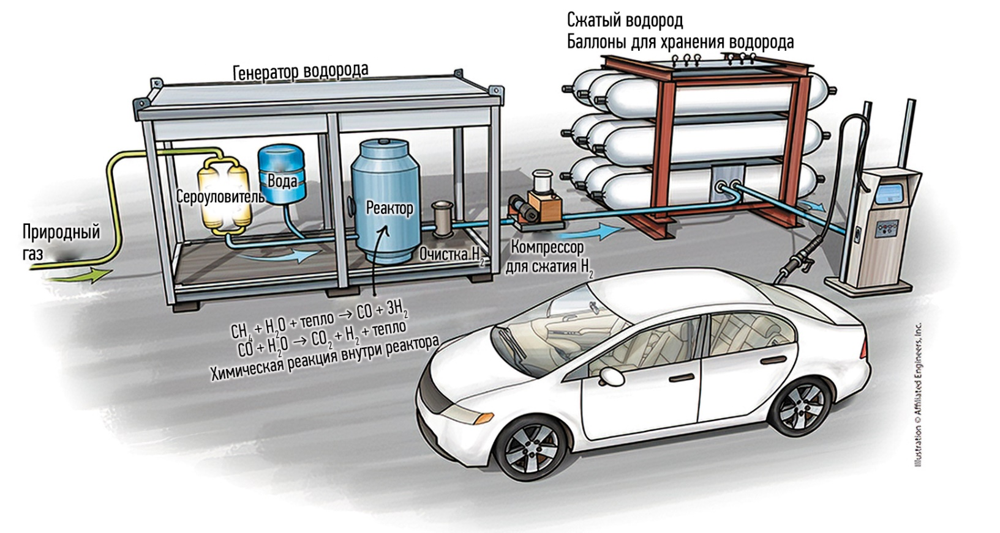 Сжатый водород
Баллоны для хранения водорода
Генератор водорода
Вода
Сероуловитель
Реактор
Природный
газ
Очистка H₂
Компрессор
для сжатия H₂
CH₄ + H₂O + тепло → CO + 3H₂
CO + H₂O → CO₂ + H₂ + тепло
Химическая реакция внутри реактора
Illustration © Affiliated Engineers, Inc.